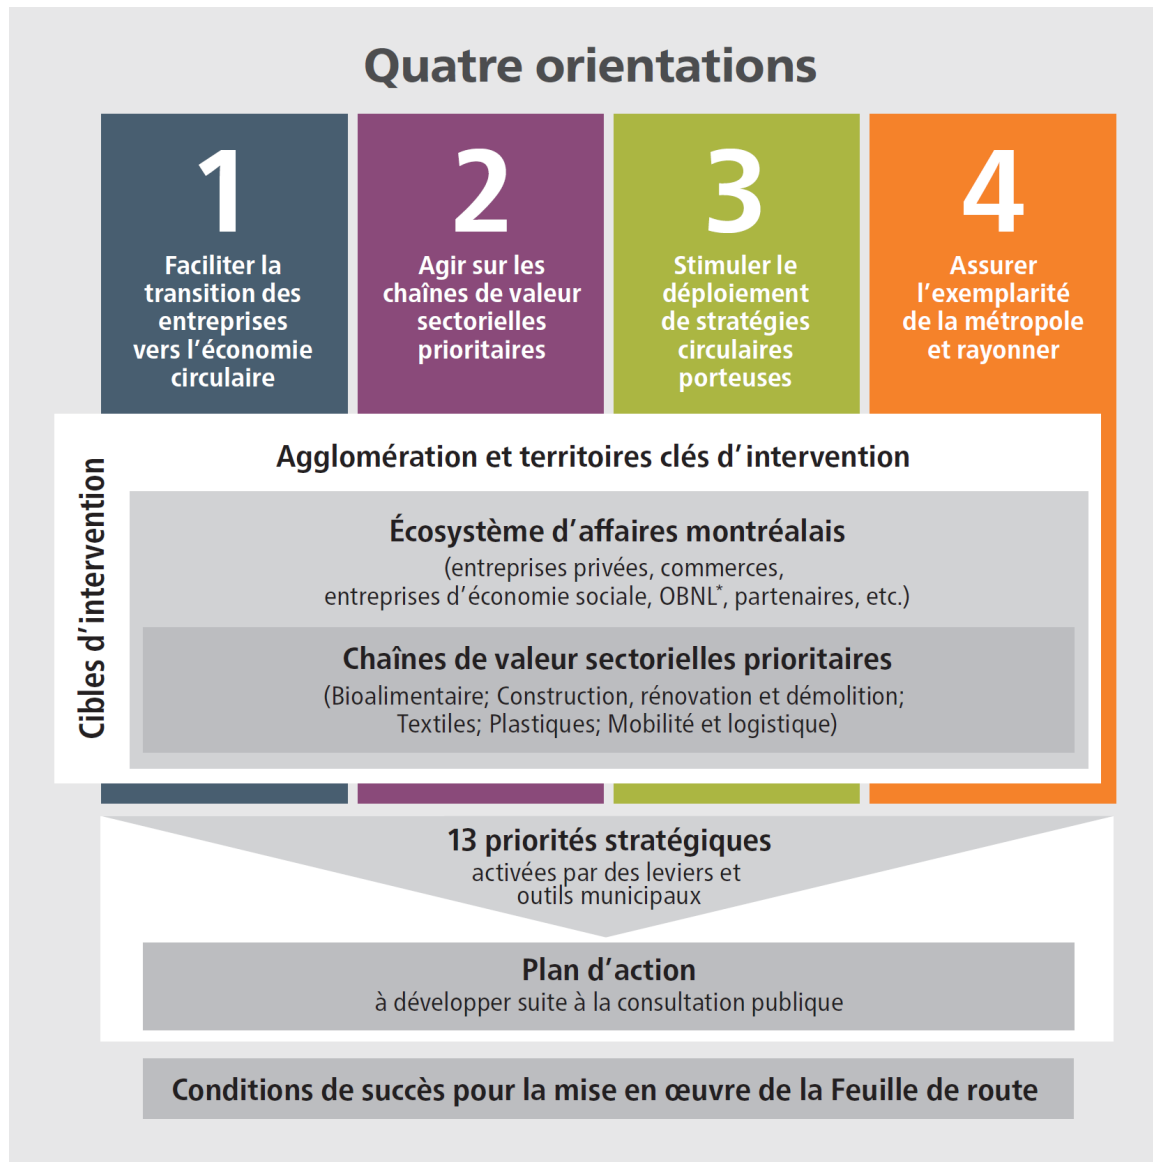 Quatre orientations
1
Faciliter la
transition des
entreprises
vers l’économie
circulaire
2
Agir sur les
chaînes de valeur
sectorielles
prioritaires
3
Stimuler le
déploiement
de stratégies
circulaires
porteuses
4
Assurer
l’exemplarité
de la métropole
et rayonner
Cibles d’intervention
Agglomération et territoires clés d’intervention
Écosystème d’affaires montréalais
(entreprises privées, commerces,
entreprises d’économie sociale, OBNL*, partenaires, etc.)
Chaînes de valeur sectorielles prioritaires
(Bioalimentaire; Construction, rénovation et démolition;
Textiles; Plastiques; Mobilité et logistique)
13 priorités stratégiques
activées par des leviers et
outils municipaux
Plan d’action
à développer suite à la consultation publique
Conditions de succès pour la mise en œuvre de la Feuille de route